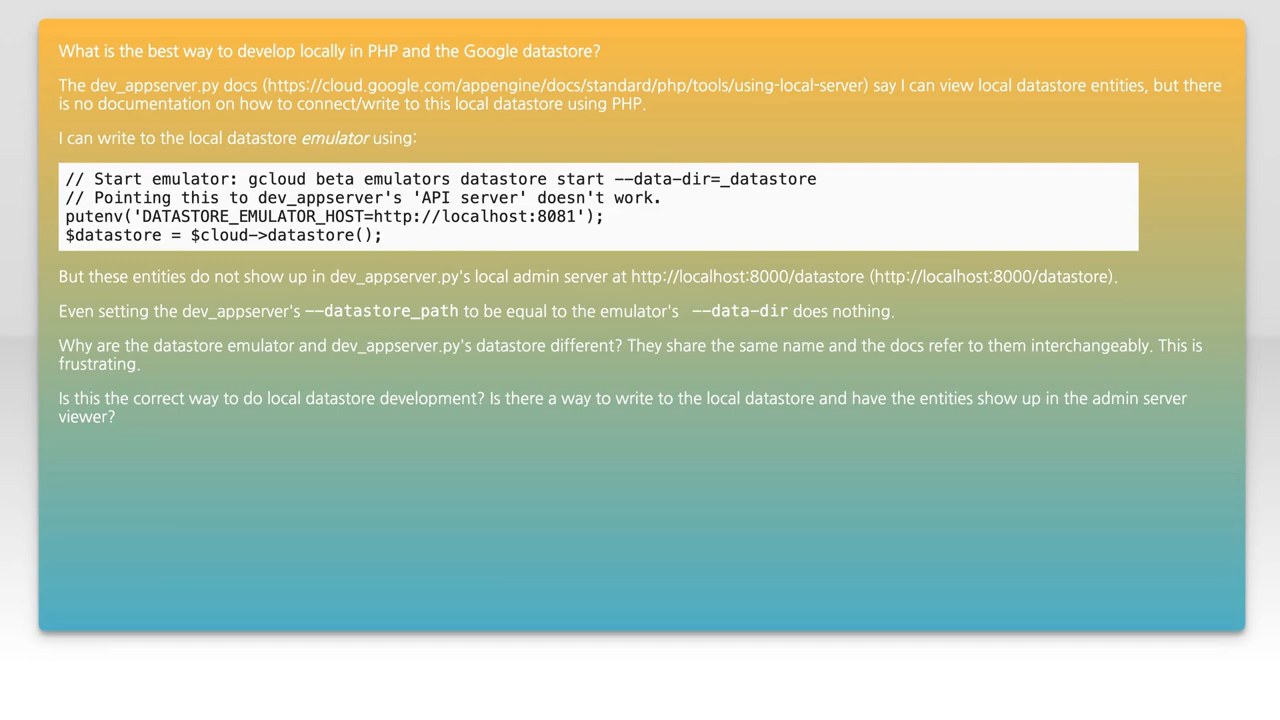 What is the best way to develop locally in PHP and the Google datastore?
The dev_appserver.py docs (https://cloud.google.com/appengine/docs/standard/php/tools/using-local-server) say I can view local datastore entities, but there
is no documentation on how to connect/write to this local datastore using PHP.
I can write to the local datastore emulator using:
// Start emulator: gcloud beta emulators datastore start --data-dir=_datastore
// Pointing this to dev_appserver's 'API server' doesn't work.
putenv('DATASTORE_EMULATOR_HOST=http://localhost:8081');
$datastore = $cloud->datastore();
But these entities do not show up in dev_appserver.py's local admin server at http://localhost:8000/datastore (http://localhost:8000/datastore).
Even setting the dev_appserver's --datastore_path to be equal to the emulator's --data-dir does nothing.
Why are the datastore emulator and dev_appserver.py's datastore different? They share the same name and the docs refer to them interchangeably. This is
frustrating.
Is this the correct way to do local datastore development? Is there a way to write to the local datastore and have the entities show up in the admin server
viewer?